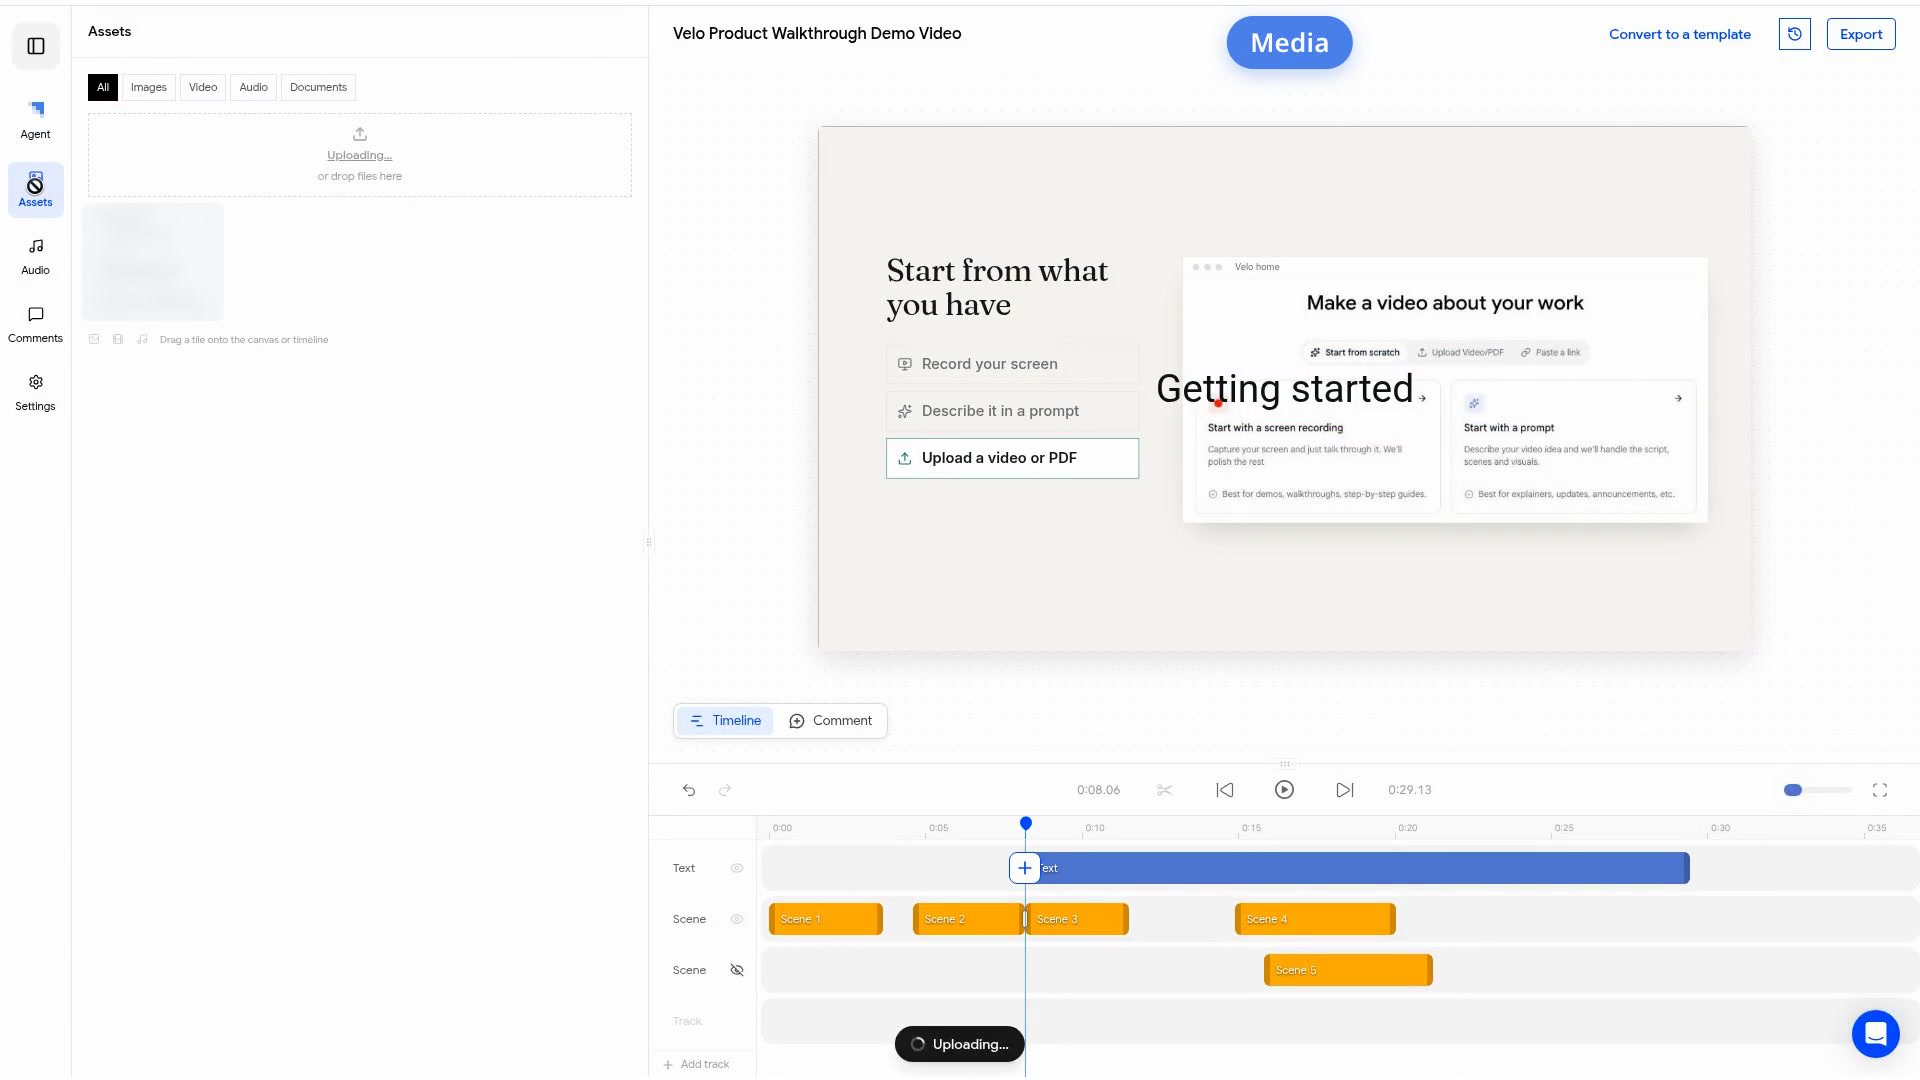 Assets
Velo Product Walkthrough Demo Video
Media
Convert to a template
Export
All
Images
Video
Audio
Documents
Uploading...
or drop files here
Drag a tile onto the canvas or timeline
Agent
Assets
Audio
Comments
Settings
Start from what
you have
Record your screen
Describe it in a prompt
Upload a video or PDF
Velo home
Make a video about your work
Start from scratch
Upload Video/PDF
Paste a link
Getting started
Start with a screen recording
Capture your screen and just talk through it. We'll
polish the rest
Best for demos, walkthroughs, step-by-step guides.
Start with a prompt
Describe your video idea and we'll handle the script,
scenes and visuals.
Best for explainers, updates, announcements, etc.
Timeline
Comment
0:08.06
0:29.13
0:00
0:05
0:10
0:15
0:20
0:25
0:30
0:35
Text
Text
Scene
Scene 1
Scene 2
Scene 3
Scene 4
Scene
Scene 5
Track
Uploading...
Add track